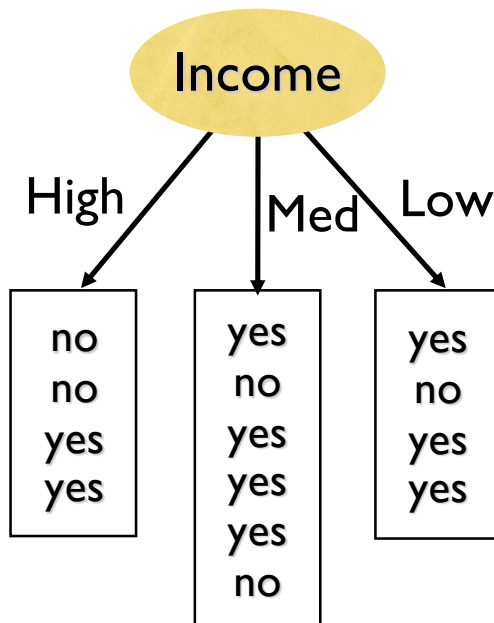 Income
High
Med
Low
no
no
yes
yes
yes
no
yes
yes
yes
no
yes
no
yes
yes